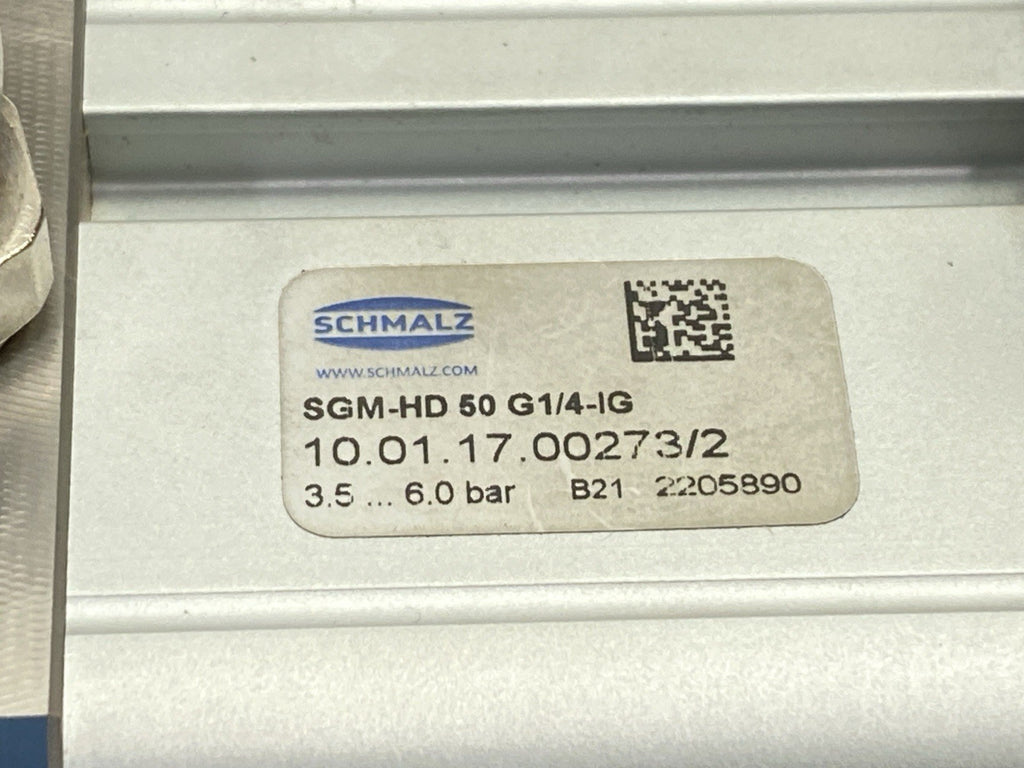 SCHMALZ
WWW.SCHMALZ.COM
SGM-HD 50 G1/4-IG
10.01.17.00273/2
3.5 ... 6.0 bar B21 2205890